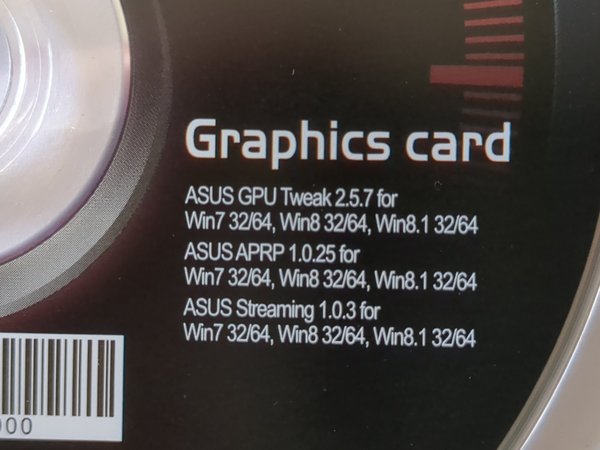 Graphics card
ASUS GPU Tweak 2.5.7 for
Win7 32/64, Win8 32/64, Win8.1 32/64
ASUS APRP 1.0.25 for
Win7 32/64, Win8 32/64, Win8.1 32/64
ASUS Streaming 1.0.3 for
Win7 32/64, Win8 32/64, Win8.1 32/64
000